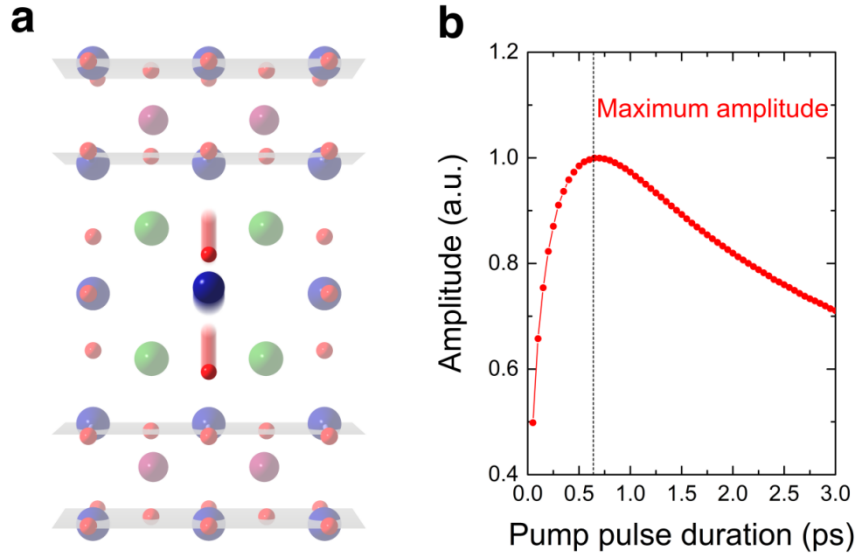 a
b
Amplitude (a.u.)
1.2
1.0
0.8
0.6
0.4
Maximum amplitude
0.0 0.5 1.0 1.5 2.0 2.5 3.0
Pump pulse duration (ps)